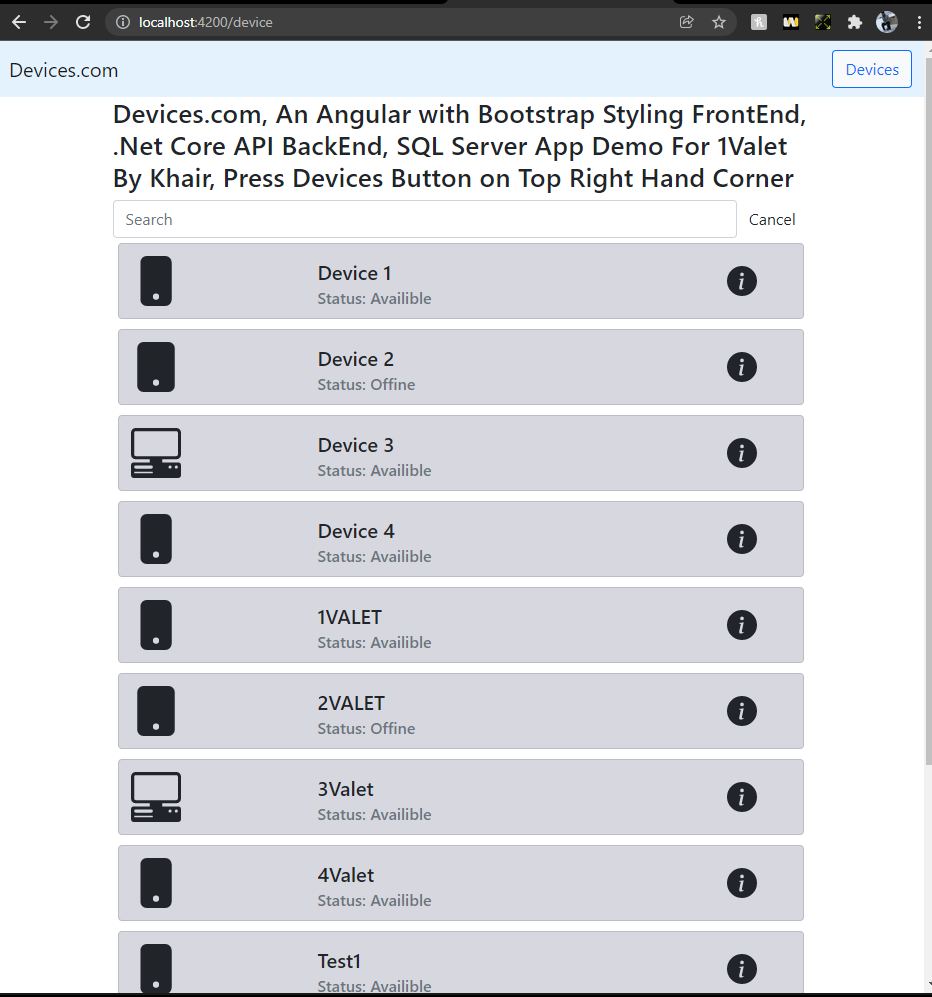 localhost:4200/device
Devices.com
Devices
Devices.com, An Angular with Bootstrap Styling FrontEnd,
.Net Core API BackEnd, SQL Server App Demo For 1Valet
By Khair, Press Devices Button on Top Right Hand Corner
Search
Cancel
Device 1
Status: Availible
Device 2
Status: Offine
Device 3
Status: Availible
Device 4
Status: Availible
1VALET
Status: Availible
2VALET
Status: Offine
3Valet
Status: Availible
4Valet
Status: Availible
Test1
Status: Availible